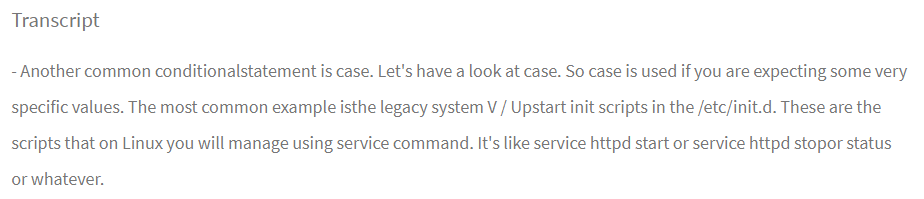 Transcript
- Another common conditionalstatement is case. Let's have a look at case. So case is used if you are expecting some very
specific values. The most common example isthe legacy system V / Upstart init scripts in the /etc/init.d. These are the
scripts that on Linux you will manage using service command. It's like service httpd start or service httpd stopor status
or whatever.